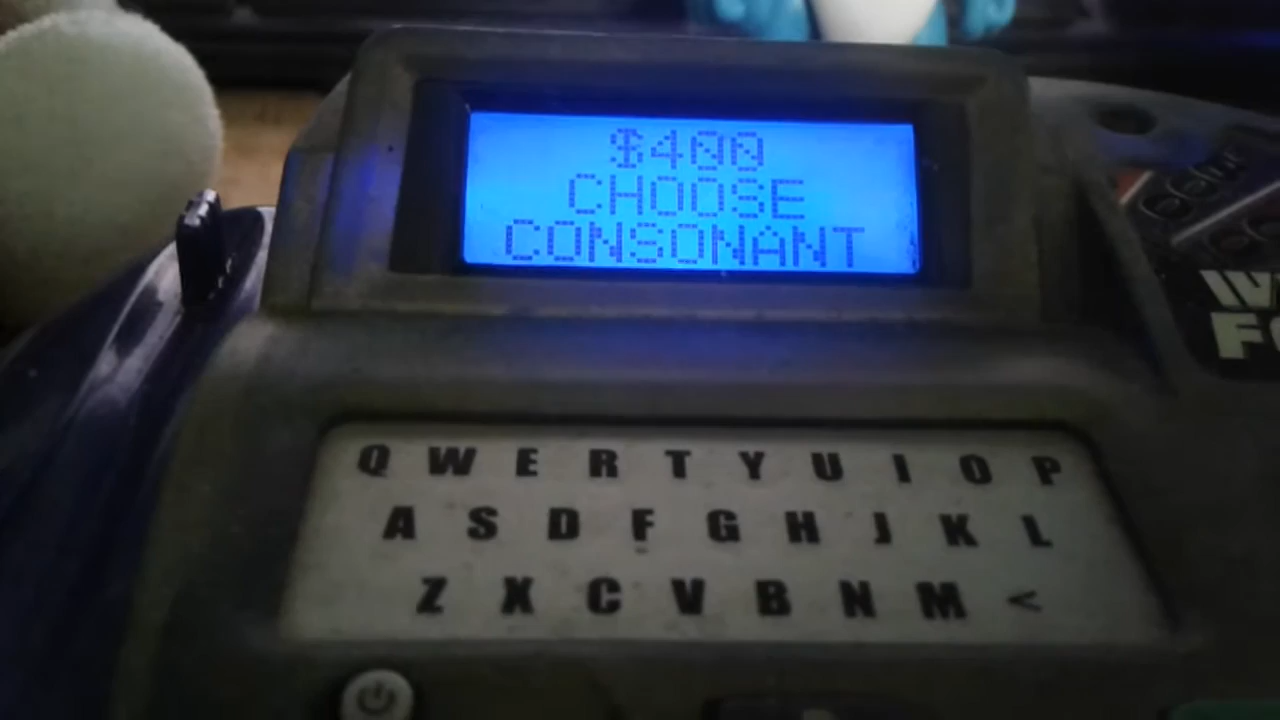 $400
CHOOSE
CONSONANT
Q W E R T Y U I O P
A S D F G H J K L
Z X C V B N M <